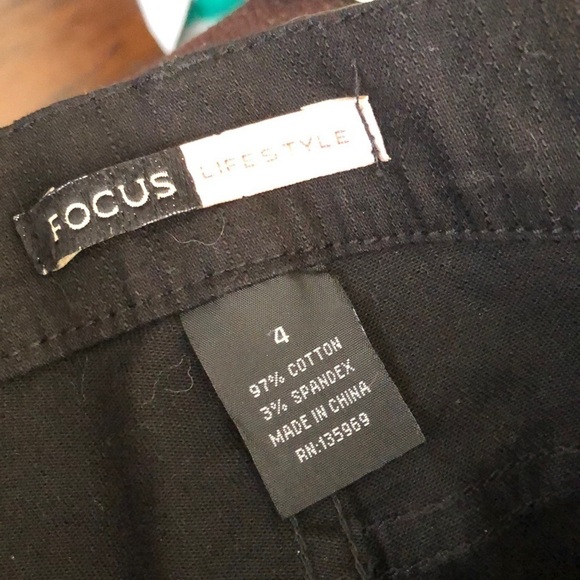 FOCUS LIFESTYLE
4
97% COTTON
3% SPANDEX
MADE IN CHINA
RN:135969